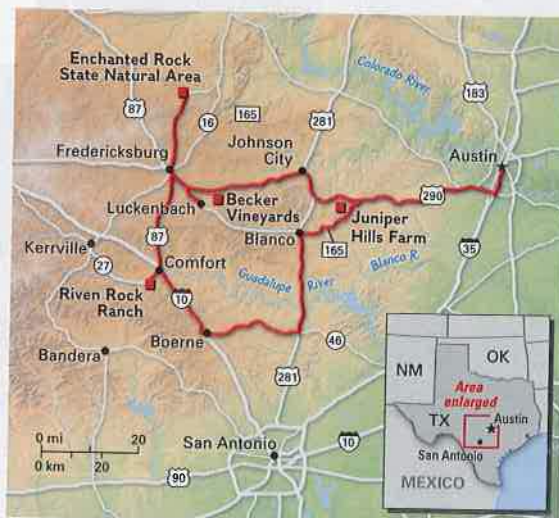 Enchanted Rock
State Natural Area
Colorado River
183
87
165
281
16
Johnson
City
Fredericksburg
Austin
290
Becker
Vineyards
Luckenbach
Juniper
Hills Farm
Blanco
165
Kerrville
87
35
27
Comfort
Blanco R.
Guadalupe River
Riven Rock
Ranch
10
Boerne
46
Bandera
281
OK
NM
Area
enlarged
TX
Austin
San Antonio
MEXICO
0 mi 20
0 km 20
San Antonio
10
90